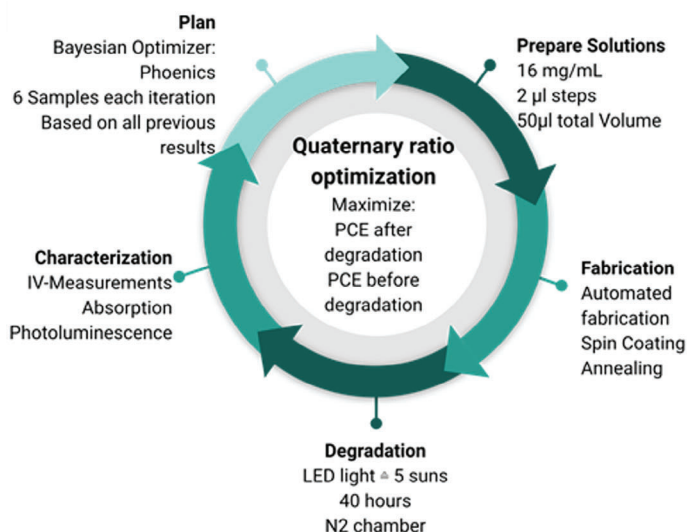 Plan
Bayesian Optimizer:
Phoenics
6 Samples each iteration
Based on all previous
results
Prepare Solutions
16 mg/mL
2 µl steps
50µl total Volume
Quaternary ratio
optimization
Maximize:
PCE after
degradation
PCE before
degradation
Fabrication
Automated
fabrication
Spin Coating
Annealing
Degradation
LED light ≙ 5 suns
40 hours
N2 chamber
Characterization
IV-Measurements
Absorption
Photoluminescence